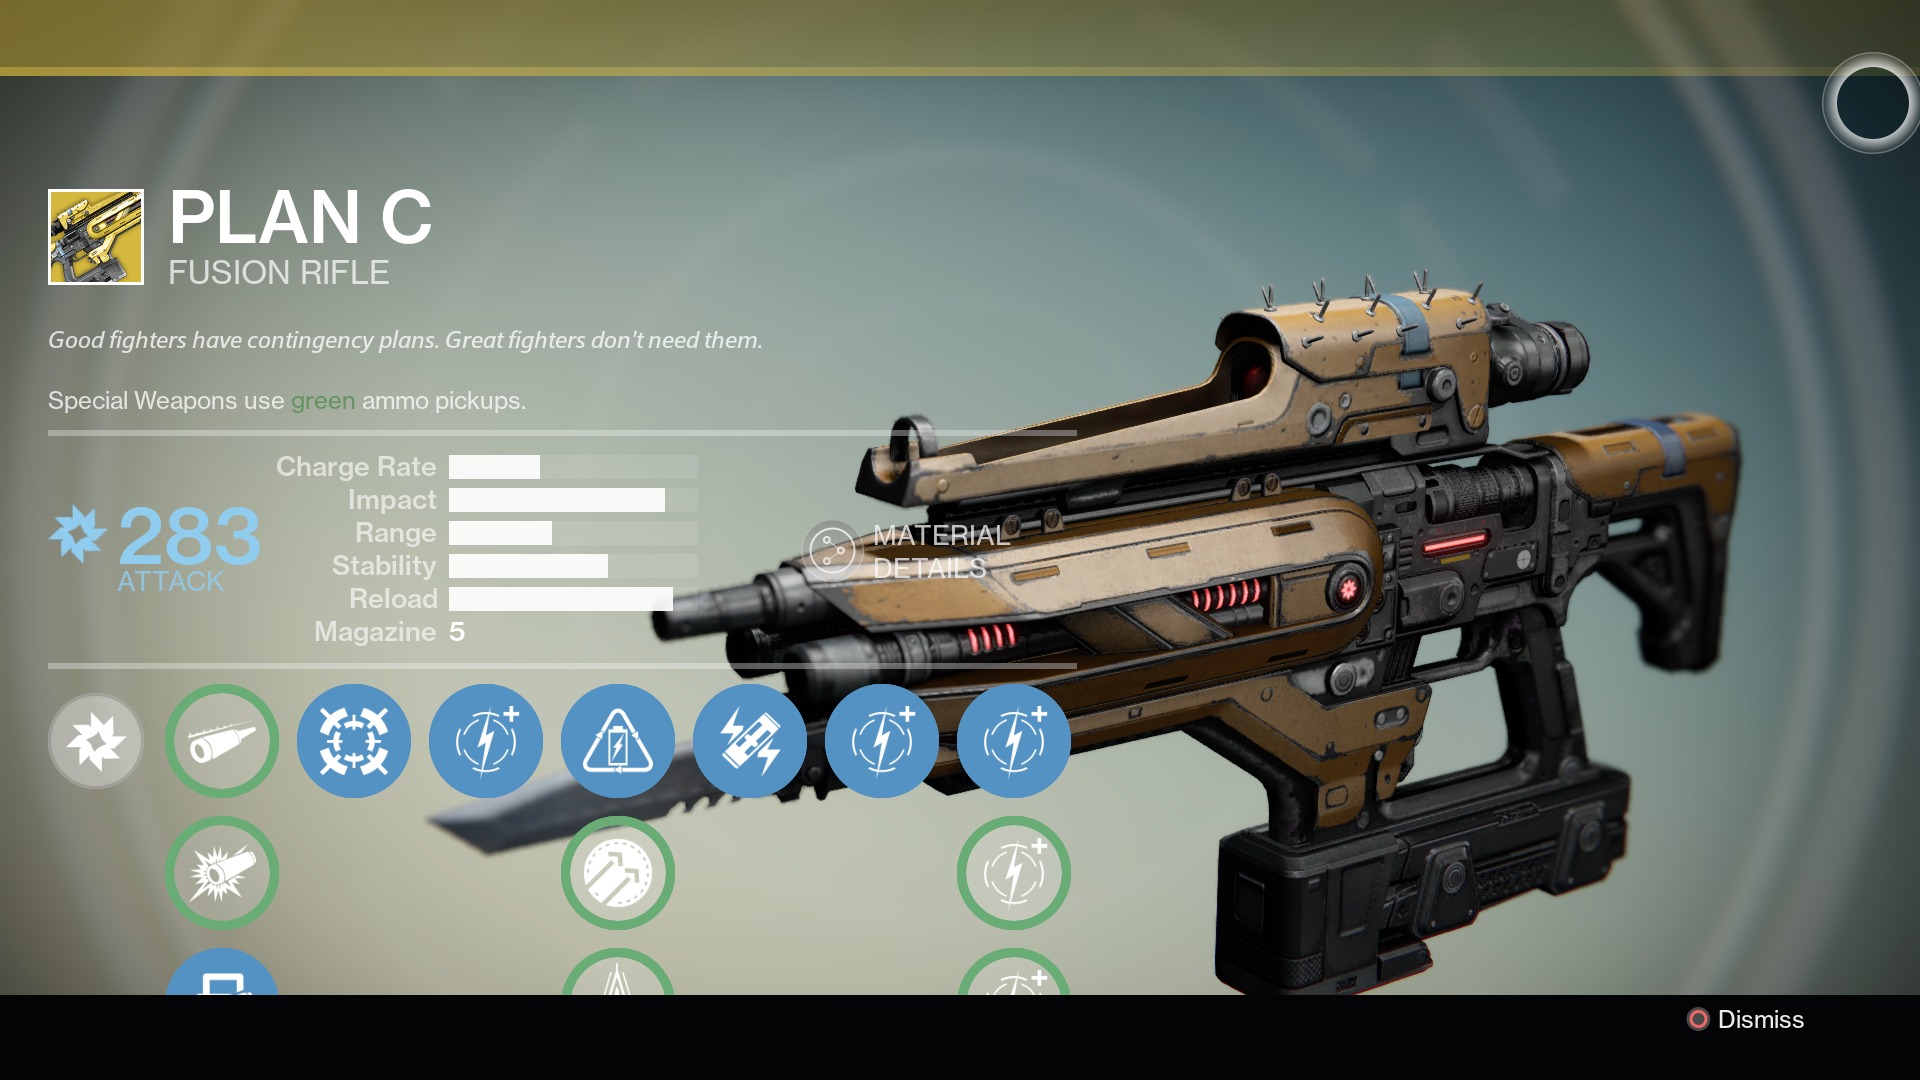 PLAN C
FUSION RIFLE
Good fighters have contingency plans. Great fighters don't need them.
Special Weapons use green ammo pickups.
283
ATTACK
Charge Rate
Impact
Range
Stability
Reload
Magazine 5
MATERIAL
DETAILS
Dismiss